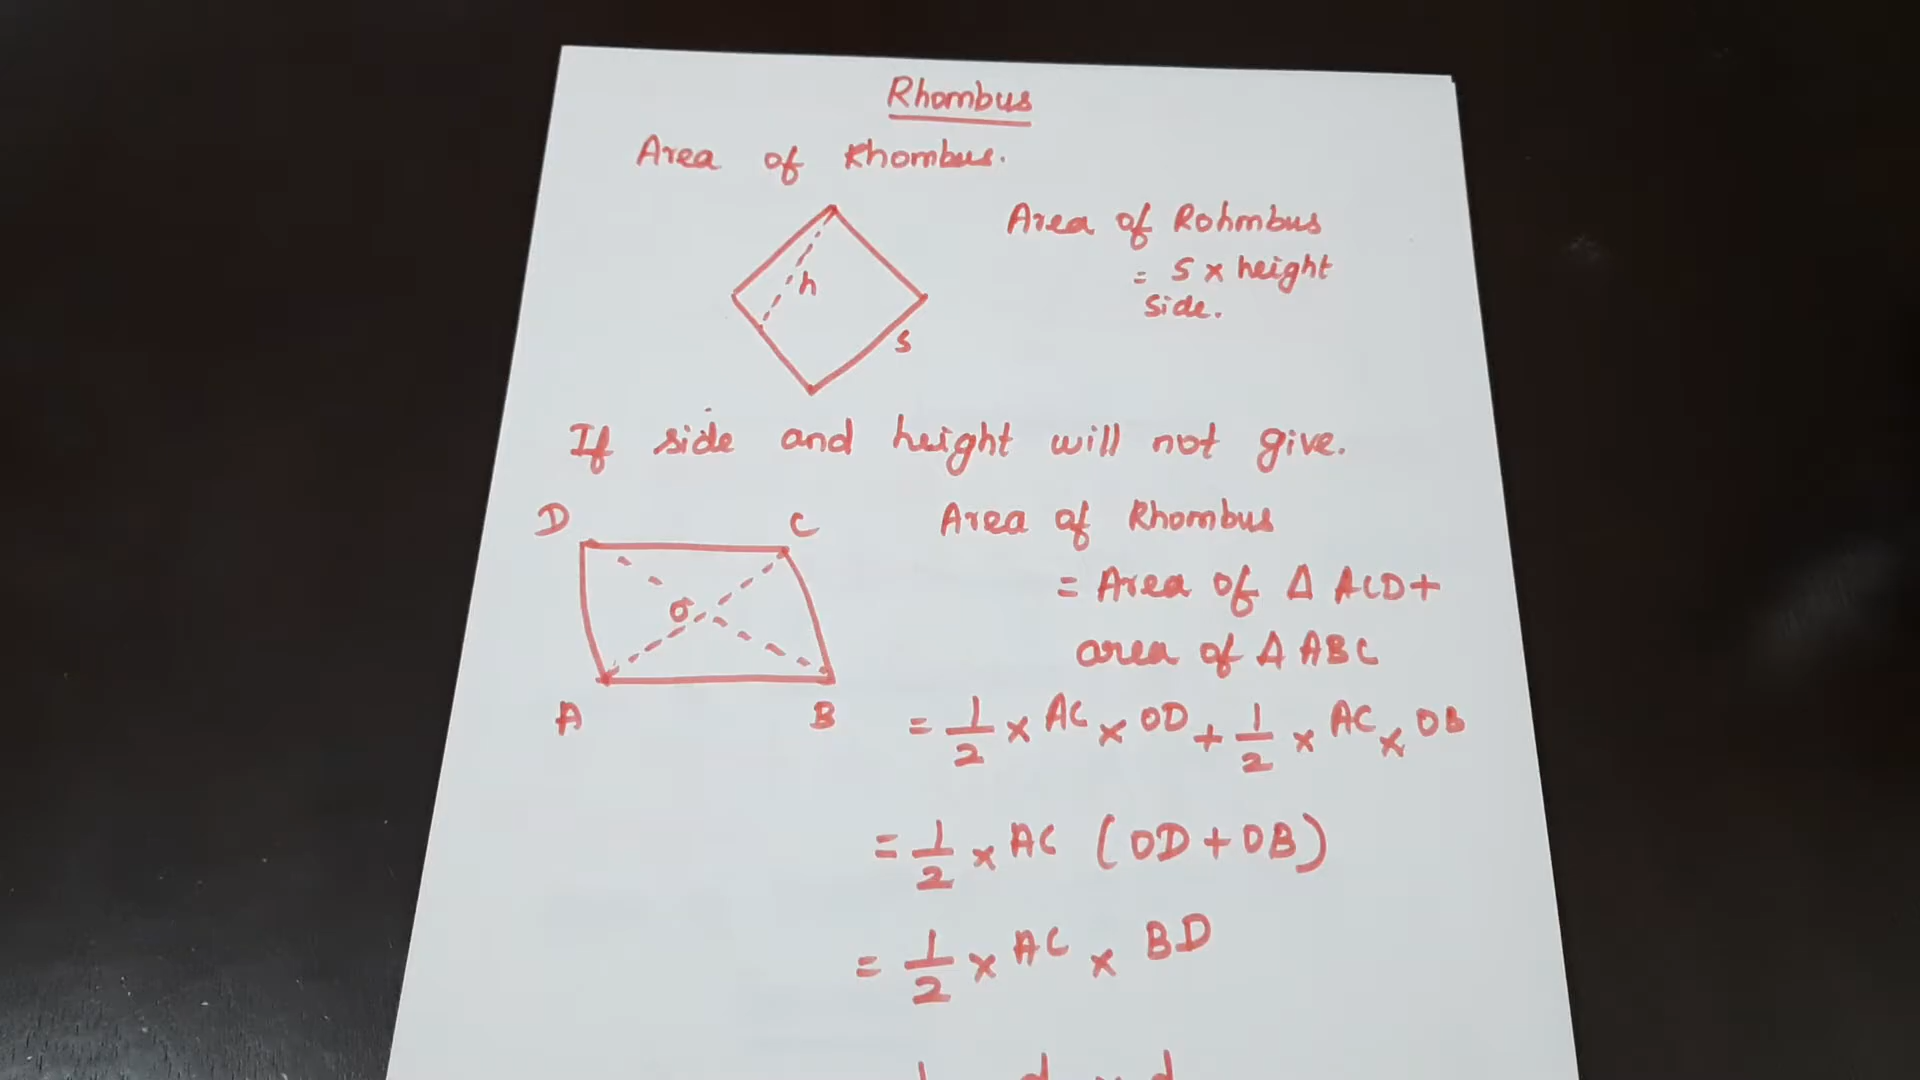 Rhombus
Area of Rhombus.
h
s
Area of Rohmbus
= S x height
Side.
If side and height will not give.
D C
O
A B
Area of Rhombus
= Area of Δ ACD +
area of Δ ABC
= 1/2 x AC x OD + 1/2 x AC x OB
= 1/2 x AC (OD + OB)
= 1/2 x AC x BD